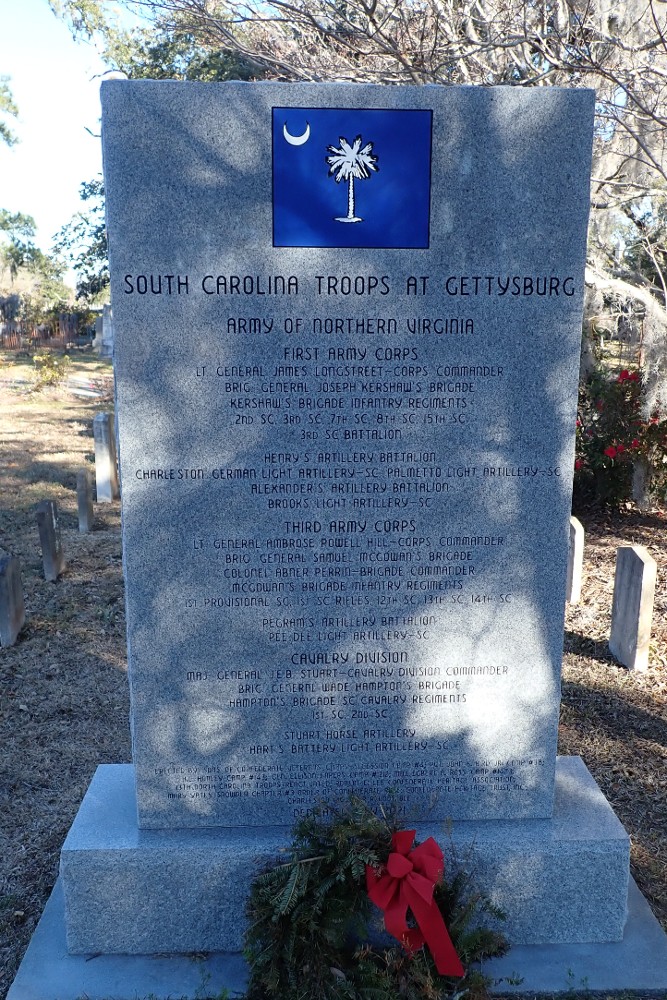 SOUTH CAROLINA TROOPS AT GETTYSBURG
ARMY OF NORTHERN VIRGINIA
FIRST ARMY CORPS
LT. GENERAL JAMES LONGSTREET-CORPS COMMANDER
BRIG. GENERAL JOSEPH KERSHAW'S BRIGADE
KERSHAW'S BRIGADE INFANTRY REGIMENTS
2ND SC, 3RD SC, 7TH SC, 8TH SC, 15TH SC
3RD SC BATTALION
HENRY'S ARTILLERY BATTALION
CHARLESTON GERMAN LIGHT ARTILLERY-SC, PALMETTO LIGHT ARTILLERY-SC
ALEXANDER'S ARTILLERY BATTALION
BROOKS LIGHT ARTILLERY-SC
THIRD ARMY CORPS
LT. GENERAL AMBROSE POWELL HILL-CORPS COMMANDER
BRIG. GENERAL SAMUEL MCGOWAN'S BRIGADE
COLONEL ABNER PERRIN-BRIGADE COMMANDER
MCGOWAN'S BRIGADE INFANTRY REGIMENTS
1ST PROVISIONAL SC, 1ST SC RIFLES, 12TH SC, 13TH SC, 14TH SC
PEGRAM'S ARTILLERY BATTALION
PEE DEE LIGHT ARTILLERY-SC
CAVALRY DIVISION
MAJ. GENERAL J.E.B. STUART-CAVALRY DIVISION COMMANDER
BRIG. GENERAL WADE HAMPTON'S BRIGADE
HAMPTON'S BRIGADE SC CAVALRY REGIMENTS
1ST SC, 2ND SC
STUART HORSE ARTILLERY
HART'S BATTERY LIGHT ARTILLERY-SC
SONS OF CONFEDERATE
CAMP
HERITAGE TRUST, INC.